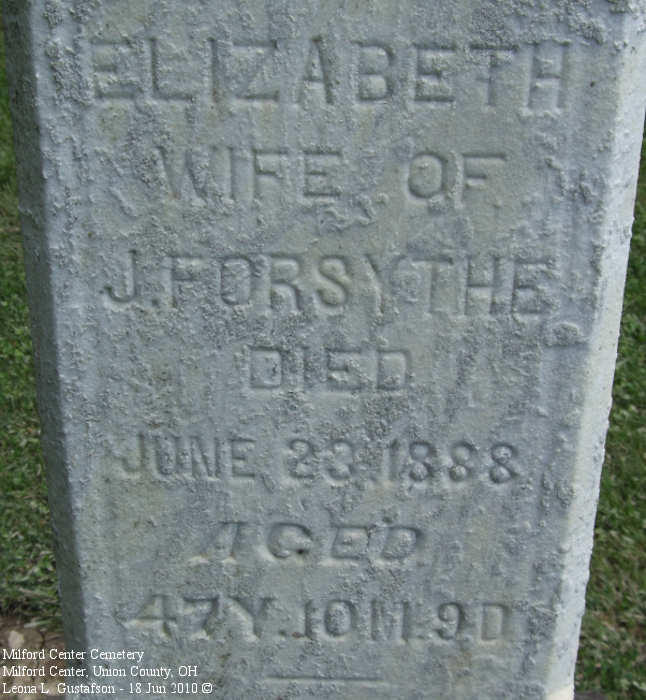 ELIZABETH
WIFE OF
J. FORSYTHE
DIED
JUNE 23, 1888
AGED
47Y. 10M. 9D
Milford Center Cemetery
Milford Center, Union County, OH
Leona L. Gustafson - 18 Jun 2010 ©